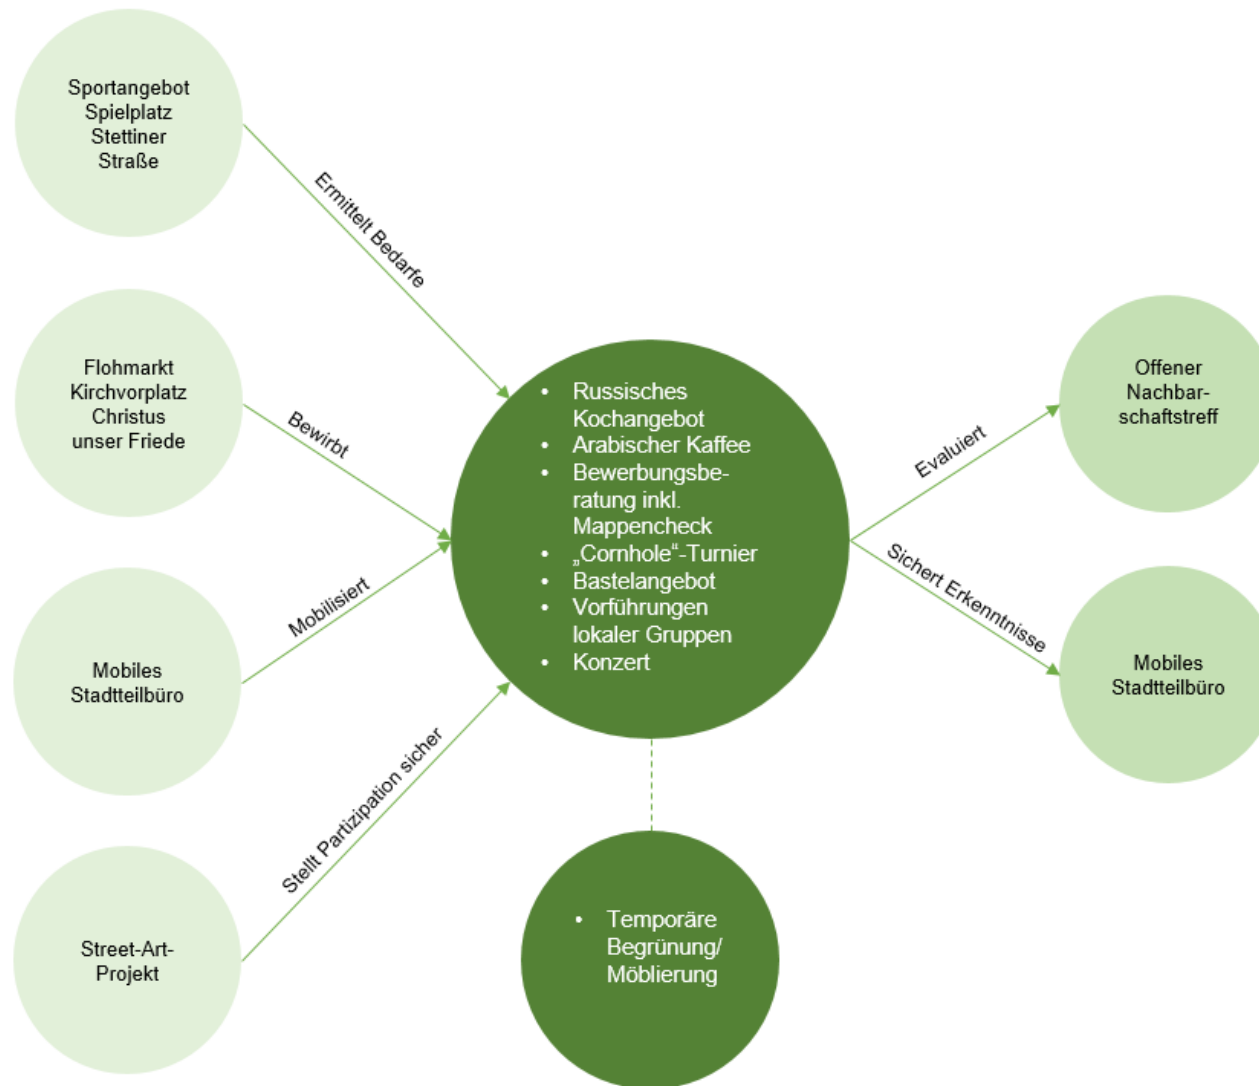 Sportangebot
Spielplatz
Stettiner
Straße
Ermittelt Bedarfe
Flohmarkt
Kirchvorplatz
Christus
unser Friede
Bewirbt
Mobiles
Stadtteilbüro
Mobilisiert
Street-Art-
Projekt
Stellt Partizipation sicher
• Russisches
Kochangebot
• Arabischer Kaffee
• Bewerbungsbe-
ratung inkl.
Mappencheck
• „Cornhole“-Turnier
• Bastelangebot
• Vorführungen
lokaler Gruppen
• Konzert
• Temporäre
Begrünung/
Möblierung
Evaluiert
Offener
Nachbar-
schaftstreff
Sichert Erkenntnisse
Mobiles
Stadtteilbüro